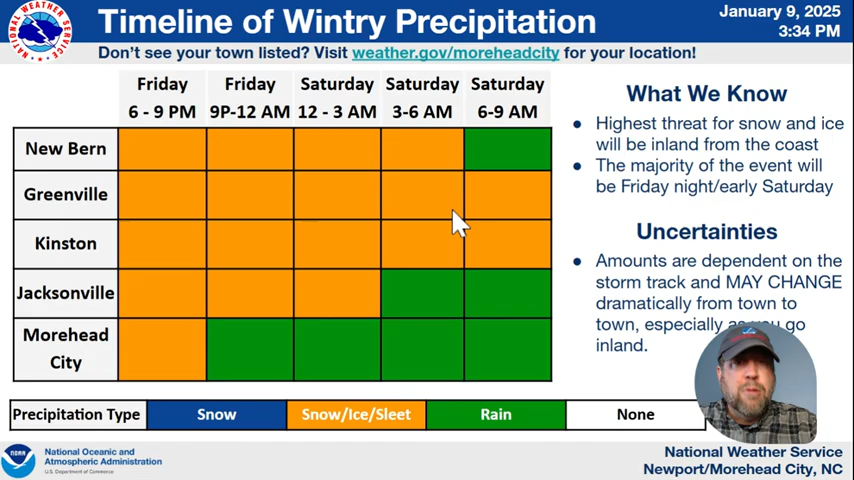 NATIONAL WEATHER SERVICE
Timeline of Wintry Precipitation
January 9, 2025
3:34 PM
Don't see your town listed? Visit weather.gov/moreheadcity for your location!
Friday Friday Saturday Saturday Saturday
6 - 9 PM 9P-12 AM 12 - 3 AM 3-6 AM 6-9 AM
New Bern
Greenville
Kinston
Jacksonville
Morehead
City
What We Know
● Highest threat for snow and ice
will be inland from the coast
● The majority of the event will
be Friday night/early Saturday
Uncertainties
● Amounts are dependent on the
storm track and MAY CHANGE
dramatically from town to
town, especially as you go
inland.
Precipitation Type Snow Snow/Ice/Sleet Rain None
NOAA
National Oceanic and
Atmospheric Administration
U.S. Department of Commerce
National Weather Service
Newport/Morehead City, NC